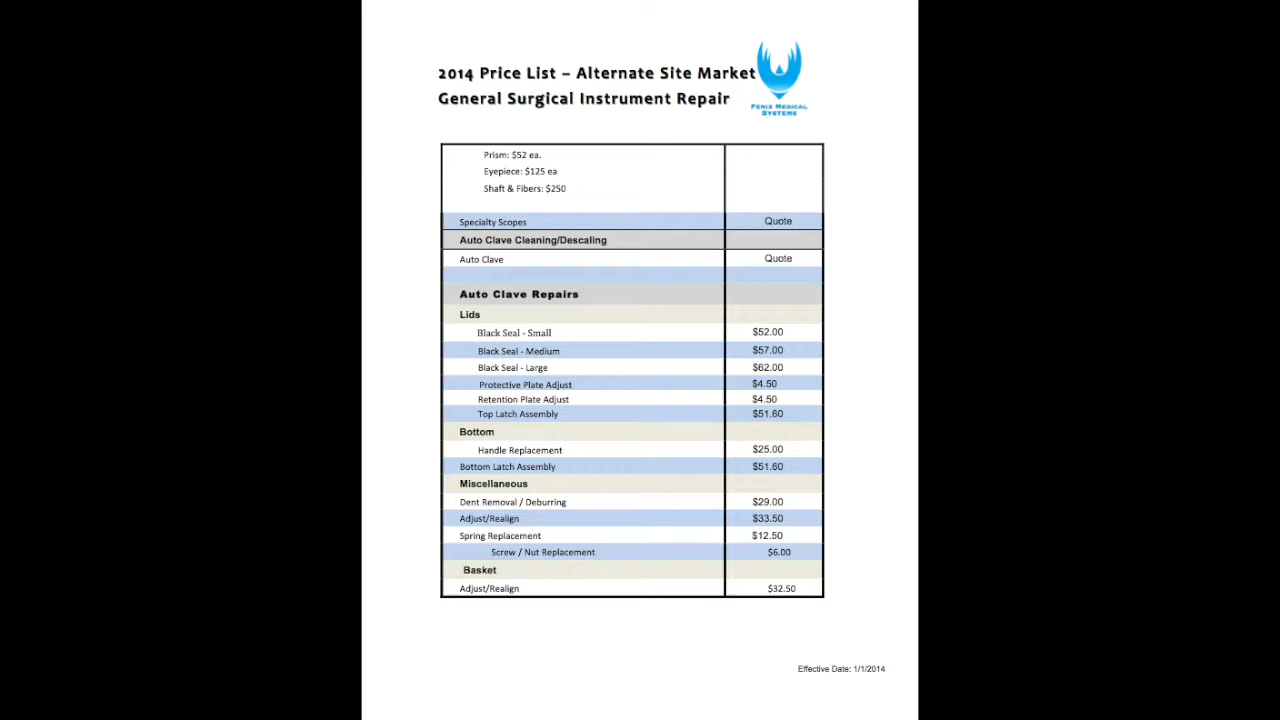 2014 Price List – Alternate Site Market
General Surgical Instrument Repair
FENIX MEDICAL
SYSTEMS
Prism: $52 ea.
Eyepiece: $125 ea
Shaft & Fibers: $250
Specialty Scopes Quote
Auto Clave Cleaning/Descaling
Auto Clave Quote
Auto Clave Repairs
Lids
Black Seal - Small $52.00
Black Seal - Medium $57.00
Black Seal - Large $62.00
Protective Plate Adjust $4.50
Retention Plate Adjust $4.50
Top Latch Assembly $51.60
Bottom
Handle Replacement $25.00
Bottom Latch Assembly $51.60
Miscellaneous
Dent Removal / Deburring $29.00
Adjust/Realign $33.50
Spring Replacement $12.50
Screw / Nut Replacement $6.00
Basket
Adjust/Realign $32.50
Effective Date: 1/1/2014